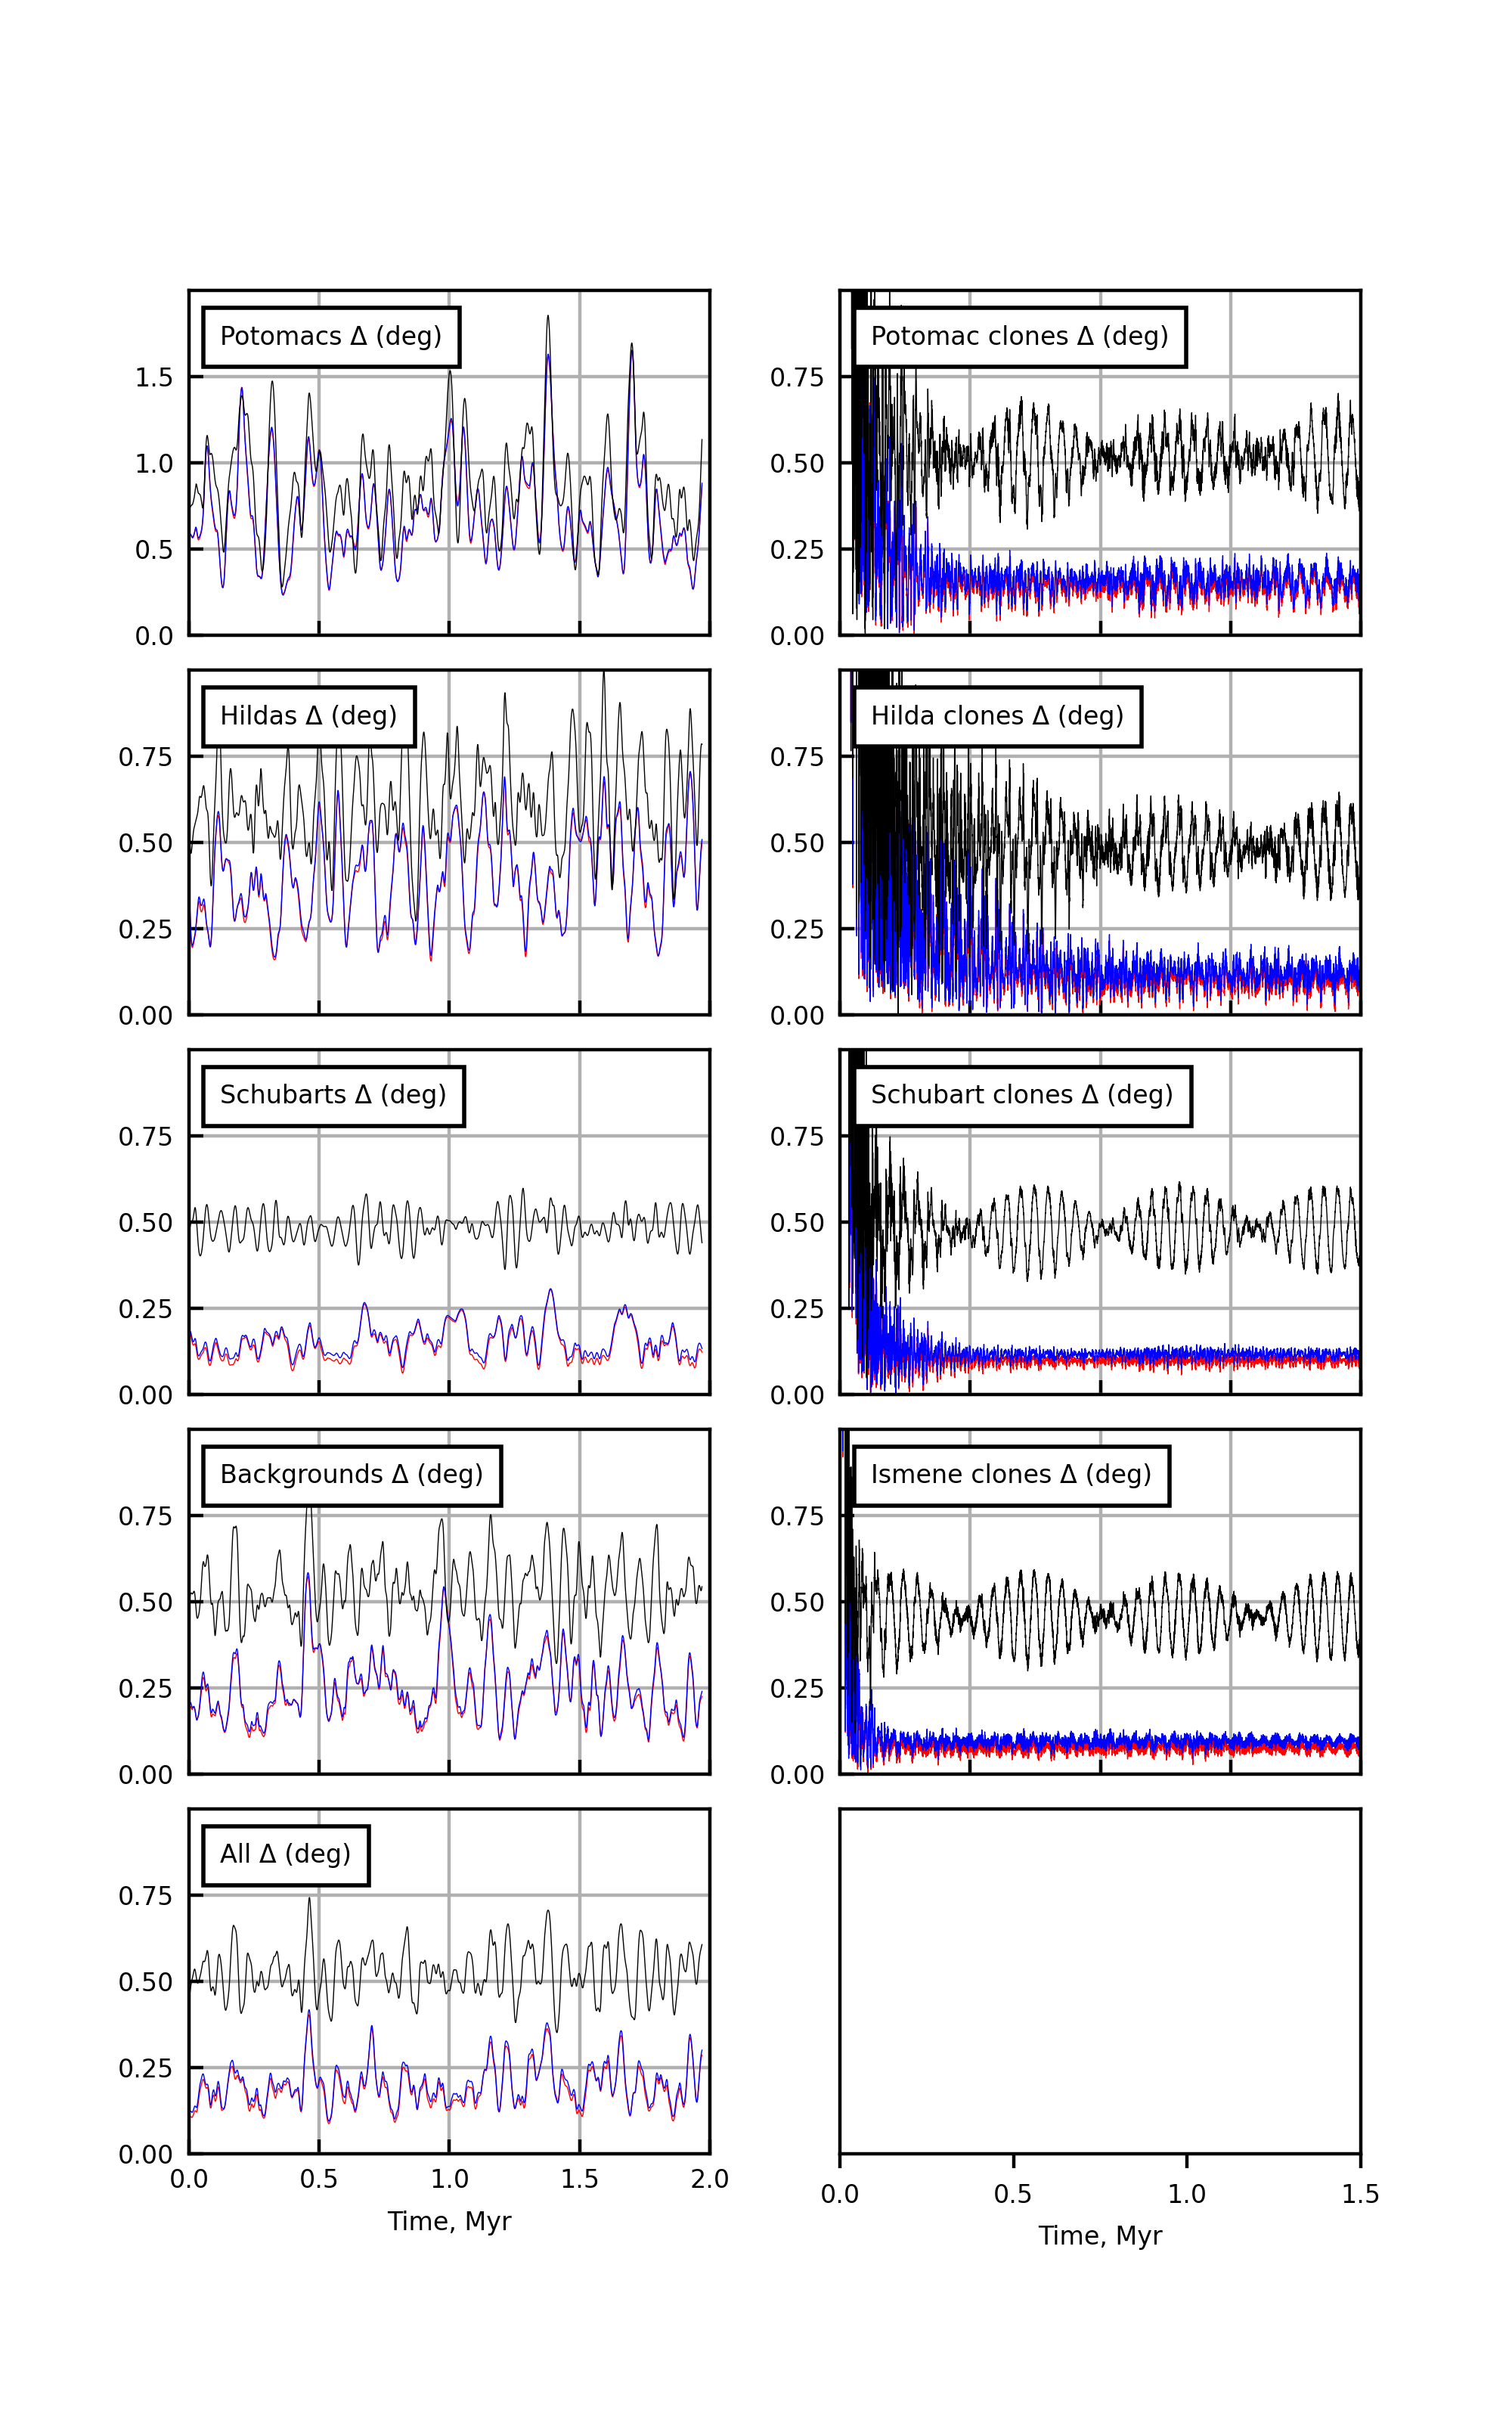 Potomacs Δ (deg)
1.5
1.0
0.5
0.0
Potomac clones Δ (deg)
0.75
0.50
0.25
0.00
Hildas Δ (deg)
0.75
0.50
0.25
0.00
Hilda clones Δ (deg)
0.75
0.50
0.25
0.00
Schubarts Δ (deg)
0.75
0.50
0.25
0.00
Schubart clones Δ (deg)
0.75
0.50
0.25
0.00
Backgrounds Δ (deg)
0.75
0.50
0.25
0.00
Ismene clones Δ (deg)
0.75
0.50
0.25
0.00
All Δ (deg)
0.75
0.50
0.25
0.00
0.0 0.5 1.0 1.5 2.0
Time, Myr
0.0 0.5 1.0 1.5
Time, Myr